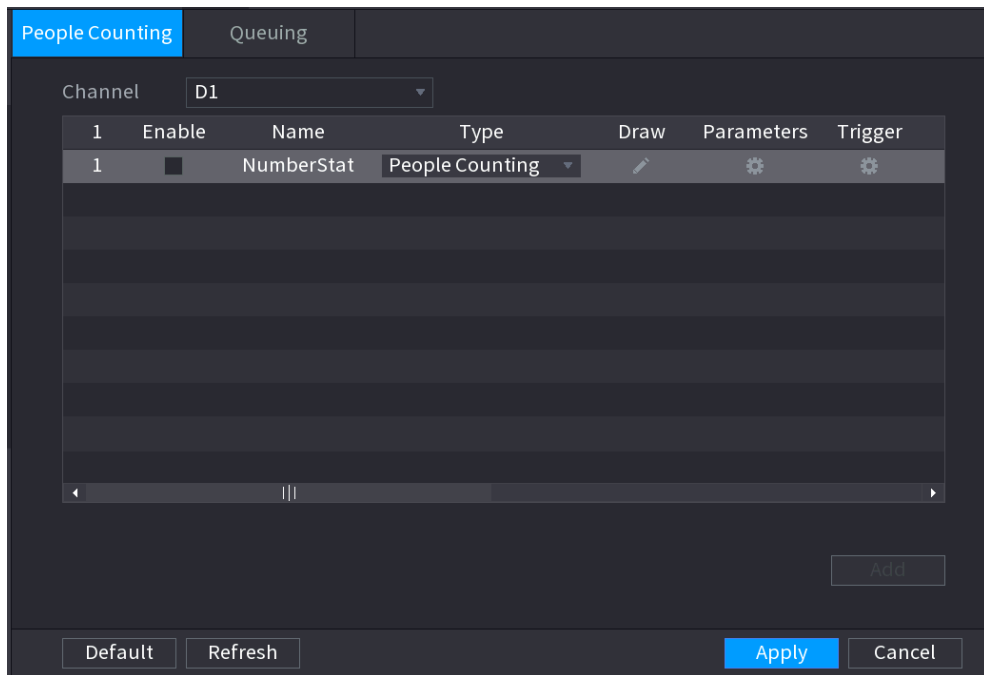 People Counting Queuing
Channel D1
1 Enable Name Type Draw Parameters Trigger
1 NumberStat People Counting
Add
Default Refresh Apply Cancel